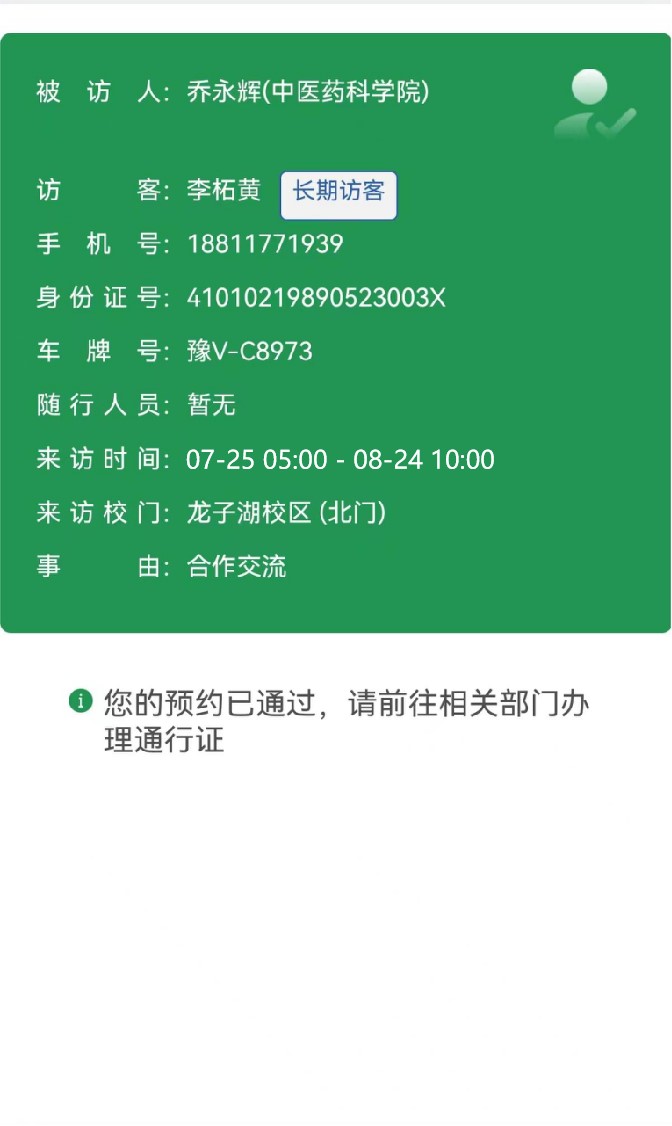 被访人：乔永辉(中医药科学院)
访客：李柘黄 长期访客
手机号：18811771939
身份证号：41010219890523003X
车牌号：豫V-C8973
随行人员：暂无
来访时间：07-25 05:00 - 08-24 10:00
来访校门：龙子湖校区 (北门)
事由：合作交流
您的预约已通过，请前往相关部门办
理通行证